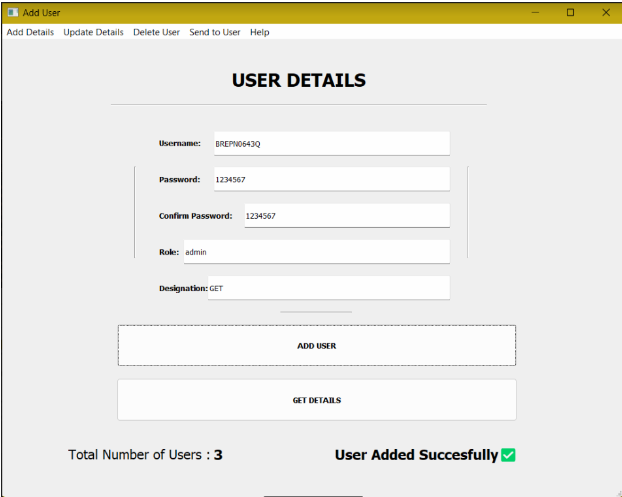 Add User
Add Details Update Details Delete User Send to User Help
USER DETAILS
Username: BREPN0643Q
Password: 1234567
Confirm Password: 1234567
Role: admin
Designation: GET
ADD USER
GET DETAILS
Total Number of Users : 3
User Added Succesfully